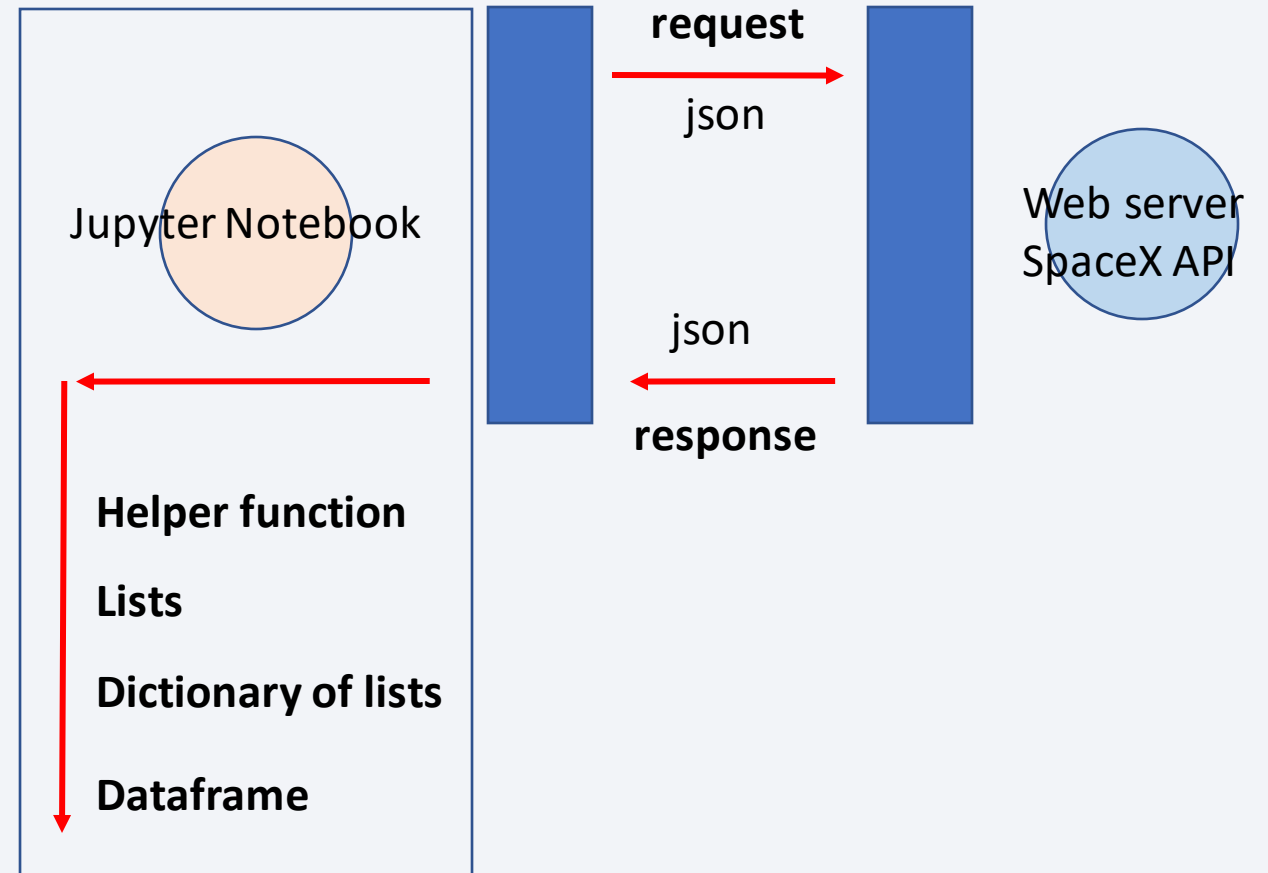 request
json
Jupyter Notebook
Web server
SpaceX API
json
response
Helper function
Lists
Dictionary of lists
Dataframe